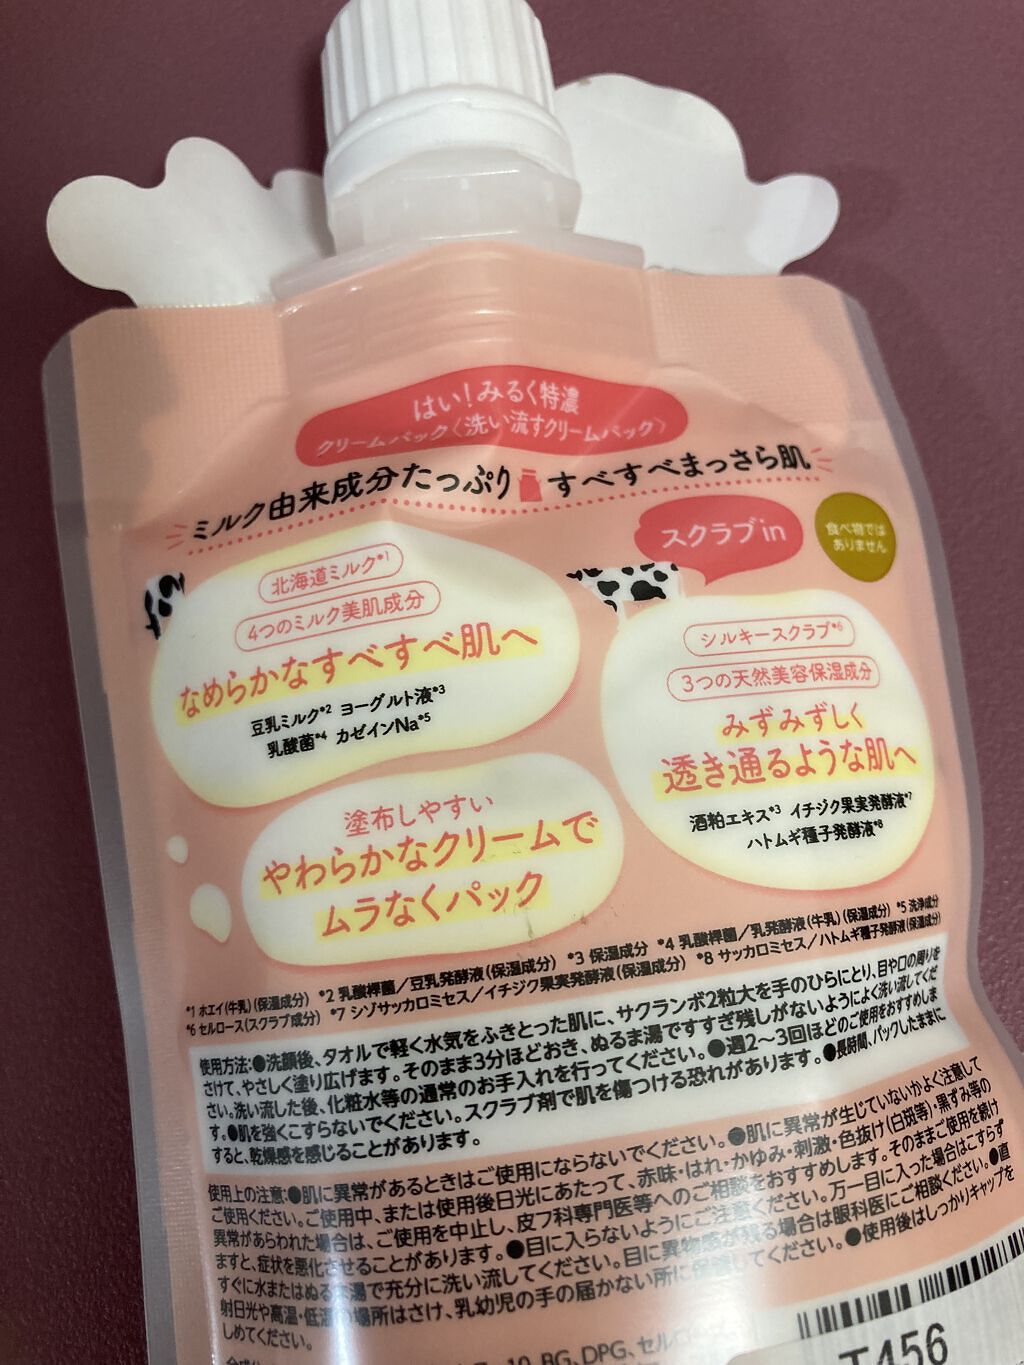 はい！みるく特濃
クリームパック〈洗い流すクリームパック〉
ミルク由来成分たっぷり すべすべまっさら肌
スクラブin
食べ物では
ありません
北海道ミルク*1
4つのミルク美肌成分
なめらかなすべすべ肌へ
豆乳ミルク*2 ヨーグルト液*3
乳酸菌*4 カゼインNa*5
シルキースクラブ*6
3つの天然美容保湿成分
みずみずしく
透き通るような肌へ
酒粕エキス*3 イチジク果実発酵液*7
ハトムギ種子発酵液*8
塗布しやすい
やわらかなクリームで
ムラなくパック
*1 ホエイ(牛乳)(保湿成分) *2 乳酸桿菌／豆乳発酵液(保湿成分) *3 保湿成分 *4 乳酸桿菌／乳発酵液(牛乳)(保湿成分) *5 洗浄成分
*6 セルロース(スクラブ成分) *7 シゾサッカロミセス／イチジク果実発酵液(保湿成分) *8 サッカロミセス／ハトムギ種子発酵液(保湿成分)
使用方法:●洗顔後、タオルで軽く水気をふきとった肌に、サクランボ2粒大を手のひらにとり、目や口の周りを
さけて、やさしく塗り広げます。そのまま3分ほどおき、ぬるま湯ですすぎ残しがないようによく洗い流してくだ
さい。洗い流した後、化粧水等の通常のお手入れを行ってください。●週2～3回ほどのご使用をおすすめしま
す。●肌を強くこすらないでください。スクラブ剤で肌を傷つける恐れがあります。●長時間、パックしたままに
すると、乾燥感を感じることがあります。
使用上の注意:●肌に異常があるときはご使用にならないでください。●肌に異常が生じていないかよく注意して
ご使用ください。ご使用中、または使用後日光にあたって、赤味・はれ・かゆみ・刺激・色抜け(白斑等)・黒ずみ等の
異常があらわれた場合は、ご使用を中止し、皮フ科専門医等へのご相談をおすすめします。そのままご使用を続け
ますと、症状を悪化させることがあります。●目に入らないようにご注意ください。万一目に入った場合はこすらず
すぐに水またはぬるま湯で充分に洗い流してください。目に異物感が残る場合は眼科医にご相談ください。●直
射日光や高温・低温の場所はさけ、乳幼児の手の届かない所に保管してください。●使用後はしっかりキャップを
しめてください。
10, BG、DPG、セルロ
T456